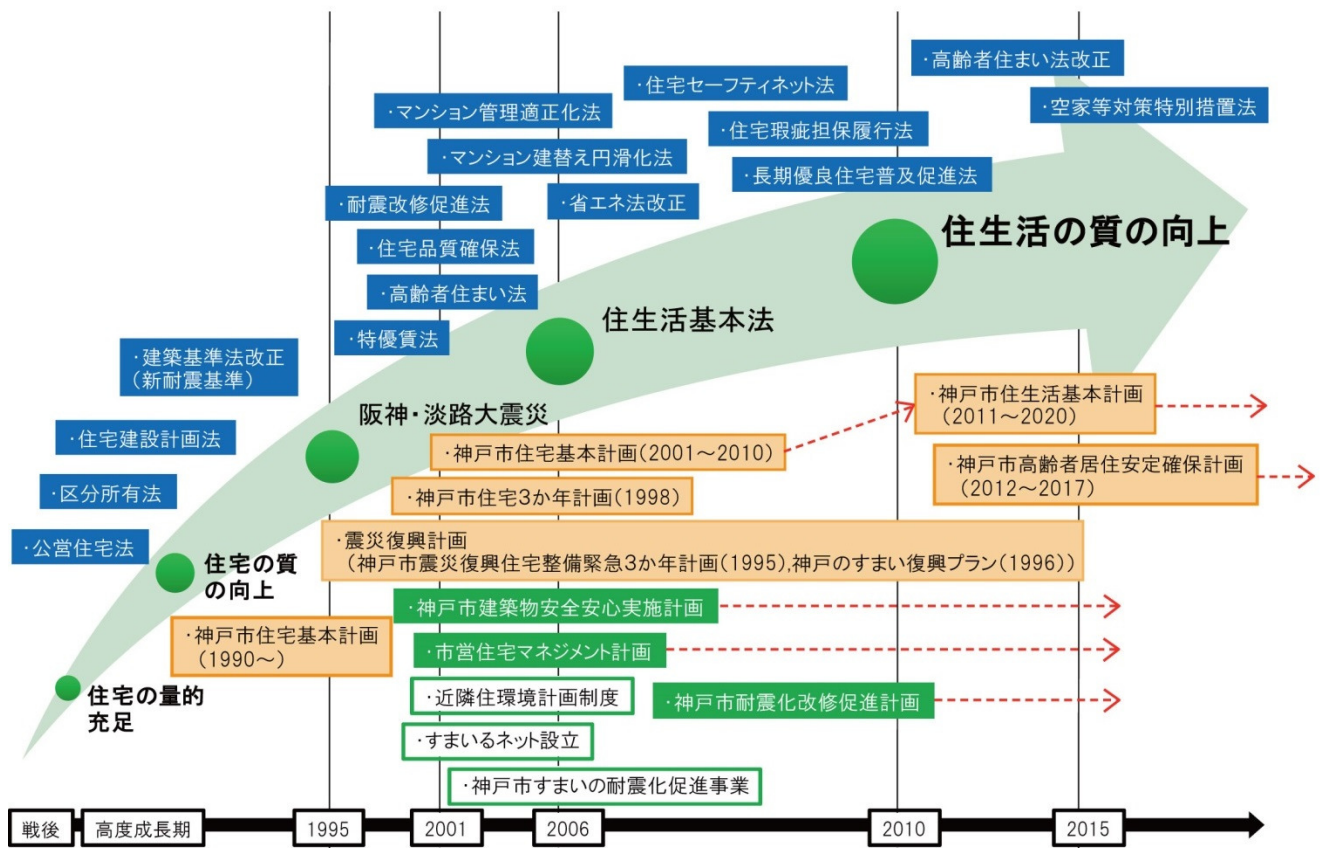 ・高齢者住まい法改正
・住宅セーフティネット法
・空家等対策特別措置法
・マンション管理適正化法
・住宅瑕疵担保履行法
・マンション建替え円滑化法
・長期優良住宅普及促進法
・耐震改修促進法
・省エネ法改正
・住宅品質確保法
住生活の質の向上
・高齢者住まい法
住生活基本法
・特優賃法
・建築基準法改正
(新耐震基準)
阪神・淡路大震災
・神戸市住生活基本計画
(2011〜2020)
・住宅建設計画法
・神戸市住宅基本計画(2001〜2010)
・神戸市高齢者居住安定確保計画
(2012〜2017)
・区分所有法
・神戸市住宅3か年計画(1998)
・公営住宅法
・震災復興計画
(神戸市震災復興住宅整備緊急3か年計画(1995),神戸のすまい復興プラン(1996))
住宅の質
の向上
・神戸市建築物安全安心実施計画
・神戸市住宅基本計画
(1990〜)
・市営住宅マネジメント計画
住宅の量的
充足
・近隣住環境計画制度
・神戸市耐震化改修促進計画
・すまいるネット設立
・神戸市すまいの耐震化促進事業
戦後 高度成長期 1995 2001 2006 2010 2015